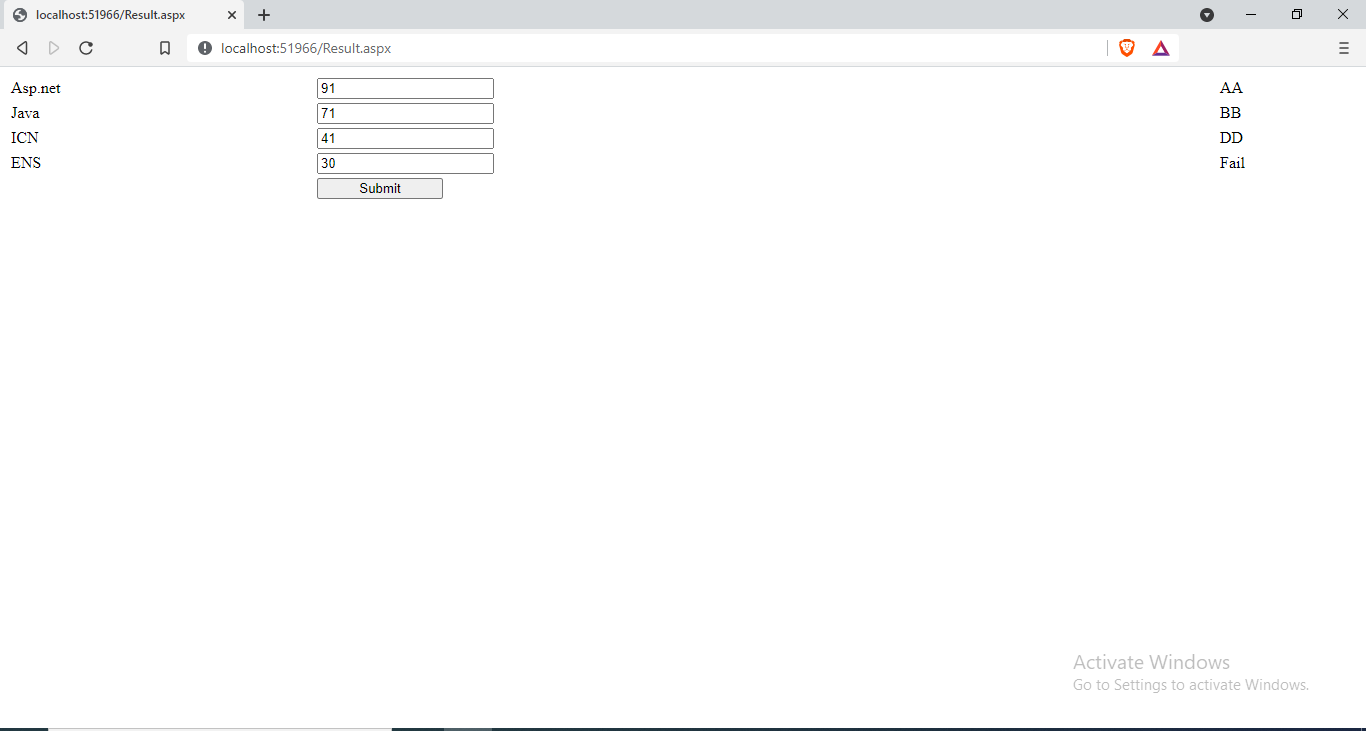 localhost:51966/Result.aspx
localhost:51966/Result.aspx
Asp.net 91 AA
Java 71 BB
ICN 41 DD
ENS 30 Fail
Submit
Activate Windows
Go to Settings to activate Windows.